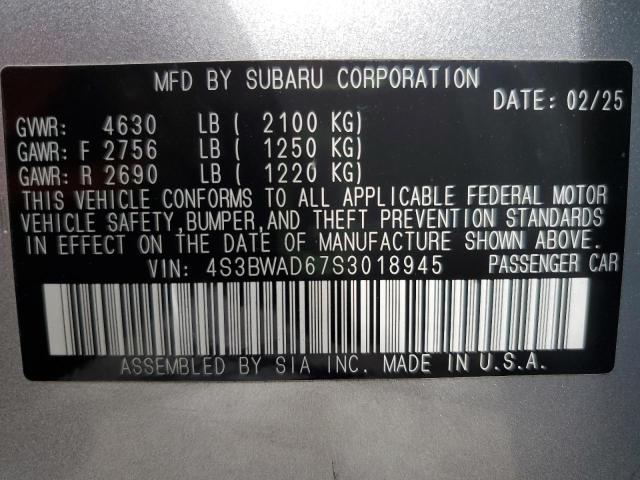 MFD BY SUBARU CORPORATION
DATE: 02/25
GVWR: 4630 LB ( 2100 KG)
GAWR: F 2756 LB ( 1250 KG)
GAWR: R 2690 LB ( 1220 KG)
THIS VEHICLE CONFORMS TO ALL APPLICABLE FEDERAL MOTOR
VEHICLE SAFETY, BUMPER, AND THEFT PREVENTION STANDARDS
IN EFFECT ON THE DATE OF MANUFACTURE SHOWN ABOVE.
VIN: 4S3BWAD67S3018945 PASSENGER CAR
ASSEMBLED BY SIA INC. MADE IN U.S.A.